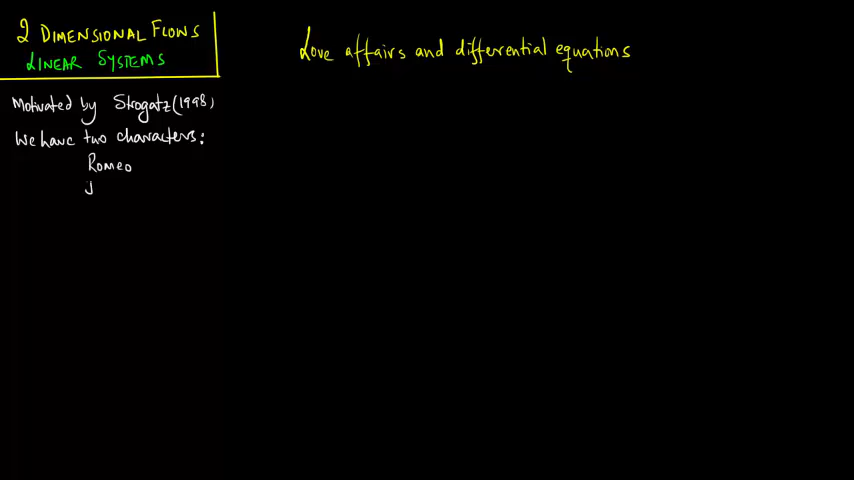 2 DIMENSIONAL FLOWS
LINEAR SYSTEMS
Love affairs and differential equations
Motivated by Strogatz (1998)
We have two characters:
Romeo
J